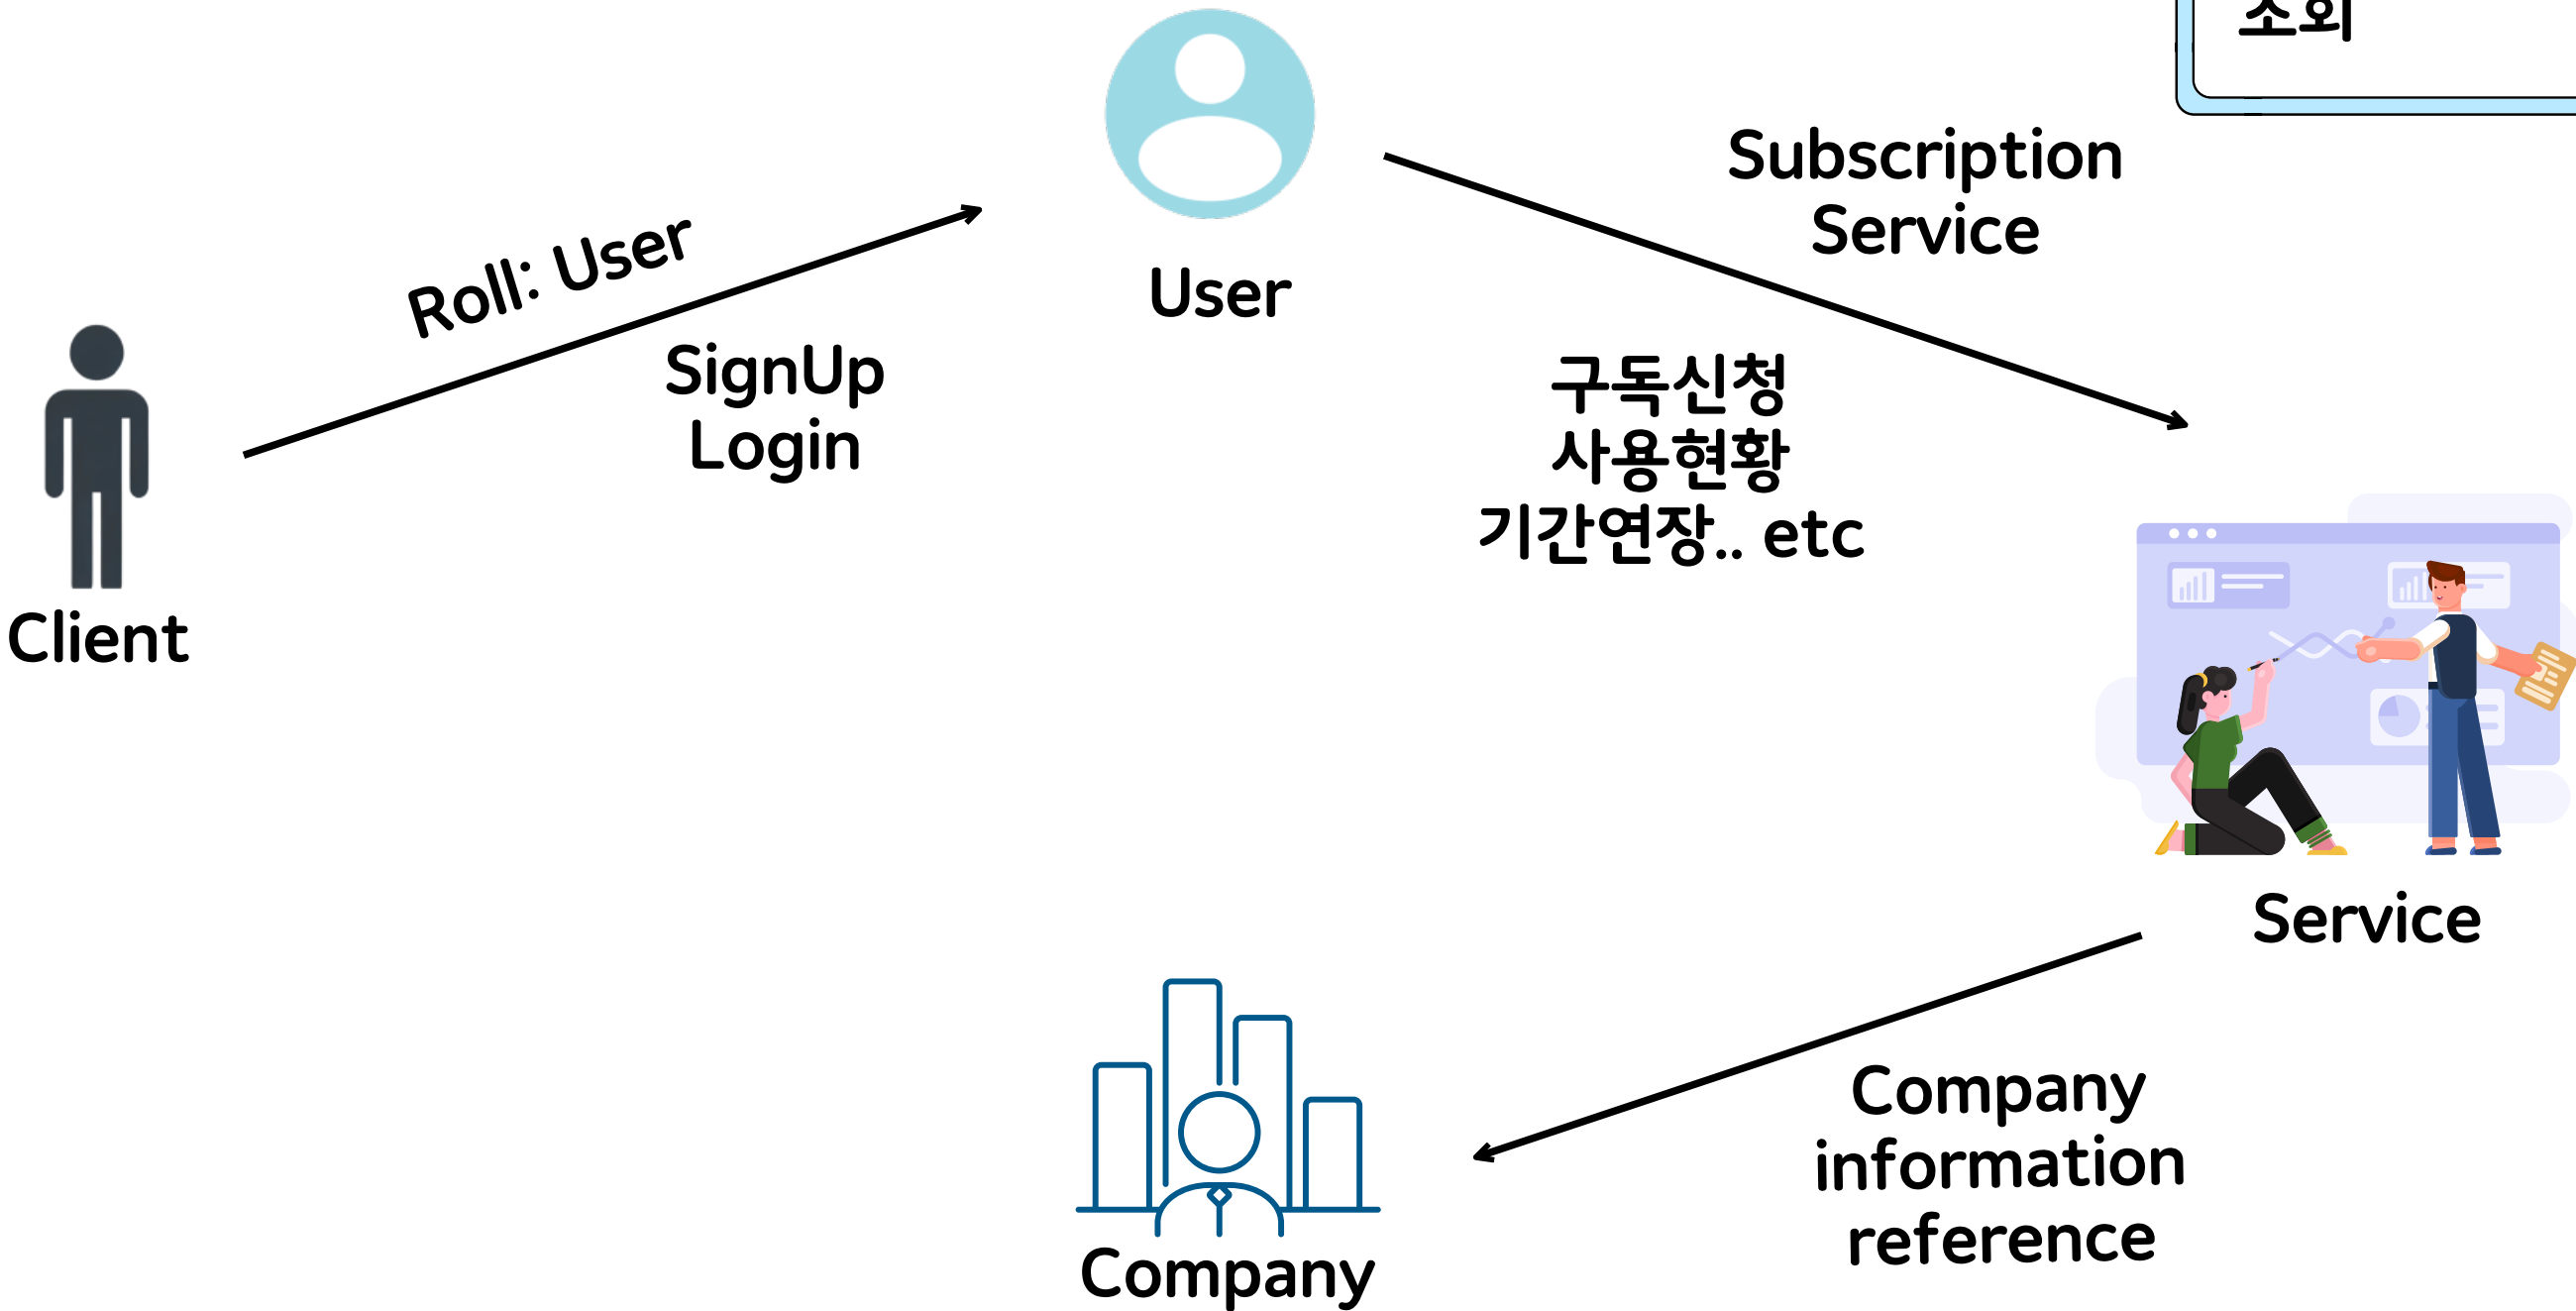 조회
Subscription
Service
Roll: User
User
SignUp
Login
구독신청
사용현황
기간연장.. etc
Client
Service
Company
information
reference
Company